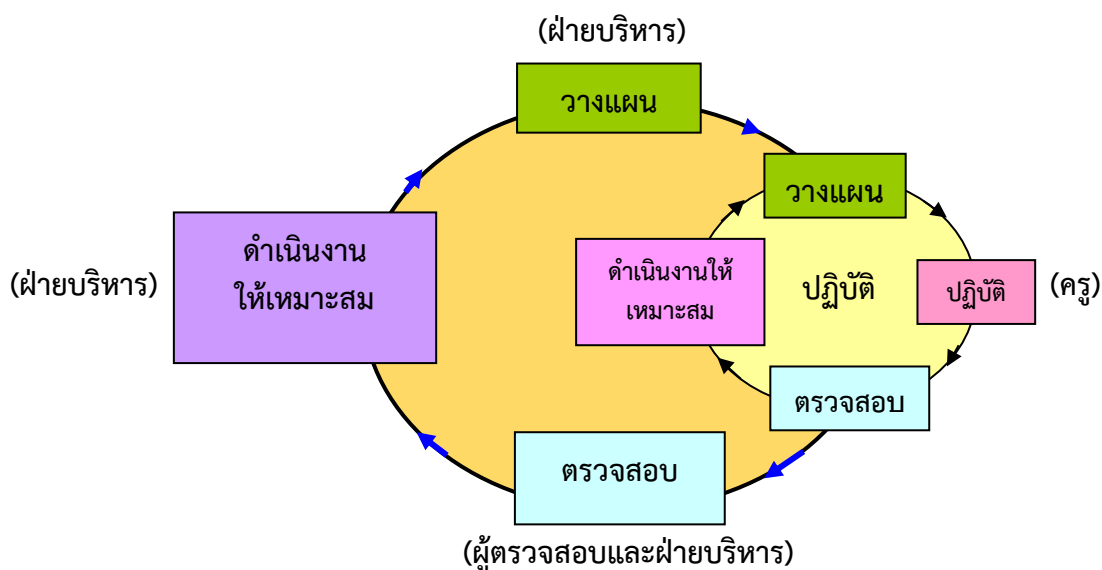 (ฝ่ายบริหาร)
วางแผน
วางแผน
ดำเนินงาน
ให้เหมาะสม
(ฝ่ายบริหาร)
ดำเนินงานให้
เหมาะสม
ปฏิบัติ
ปฏิบัติ
(ครู)
ตรวจสอบ
ตรวจสอบ
(ผู้ตรวจสอบและฝ่ายบริหาร)